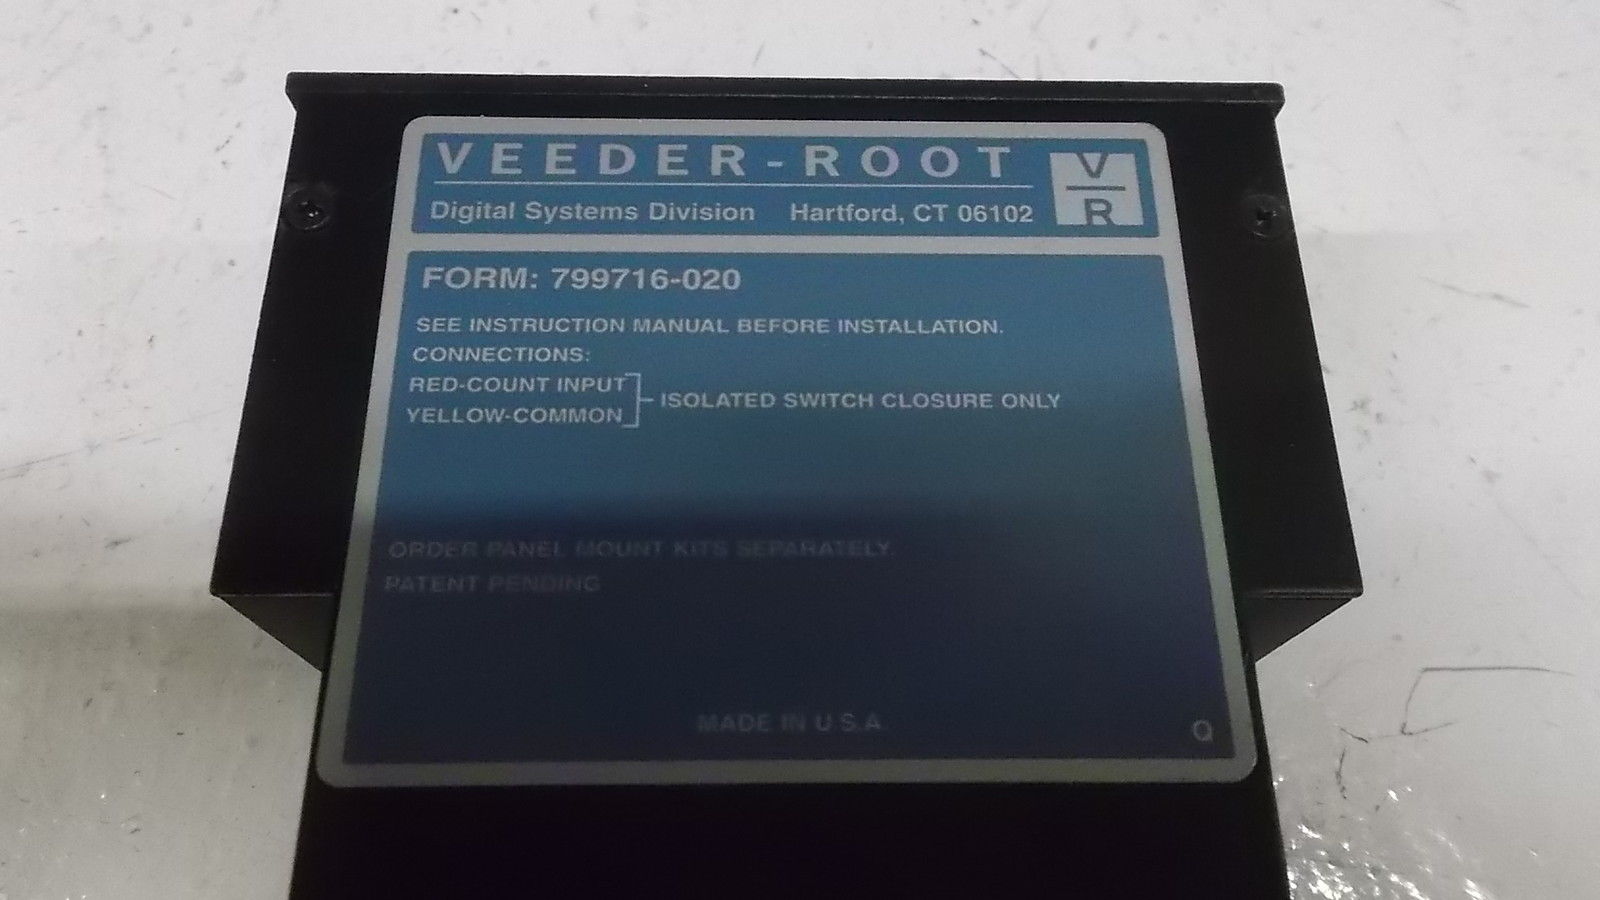 VEEDER-ROOT
Digital Systems Division Hartford, CT 06102
V
R
FORM: 799716-020
SEE INSTRUCTION MANUAL BEFORE INSTALLATION.
CONNECTIONS:
RED-COUNT INPUT
YELLOW-COMMON
ISOLATED SWITCH CLOSURE ONLY
ORDER PANEL MOUNT KITS SEPARATELY.
PATENT PENDING
MADE IN U.S.A.
Q